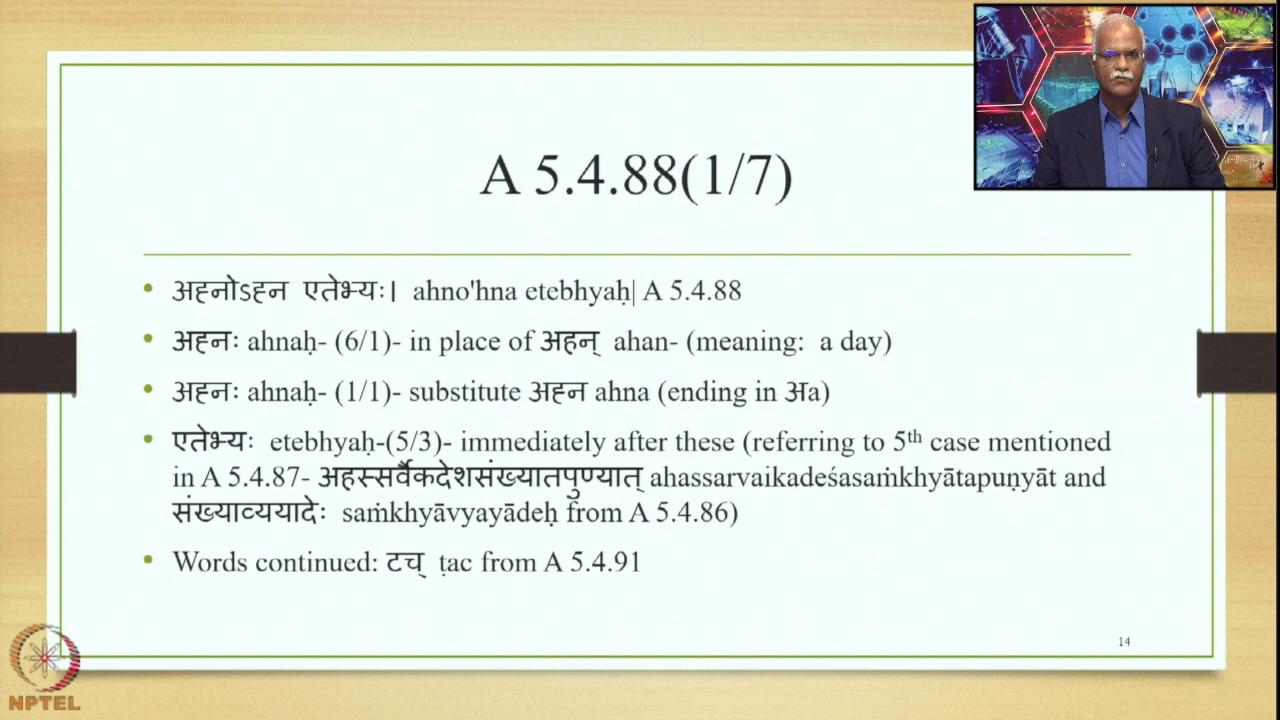 A 5.4.88(1/7)
• अह्नोऽह्न एतेभ्यः। ahno'hna etebhyaḥ| A 5.4.88
• अह्नः ahnaḥ- (6/1)- in place of अहन् ahan- (meaning: a day)
• अह्नः ahnaḥ- (1/1)- substitute अह्न ahna (ending in अa)
• एतेभ्यः etebhyaḥ-(5/3)- immediately after these (referring to 5th case mentioned
in A 5.4.87- अहस्सर्वैकदेशसंख्यातपुण्यात् ahassarvaikadeśasaṁkhyātapuṇyāt and
संख्याव्ययादेः saṁkhyāvyayādeḥ from A 5.4.86)
• Words continued: टच् ṭac from A 5.4.91
14
NPTEL